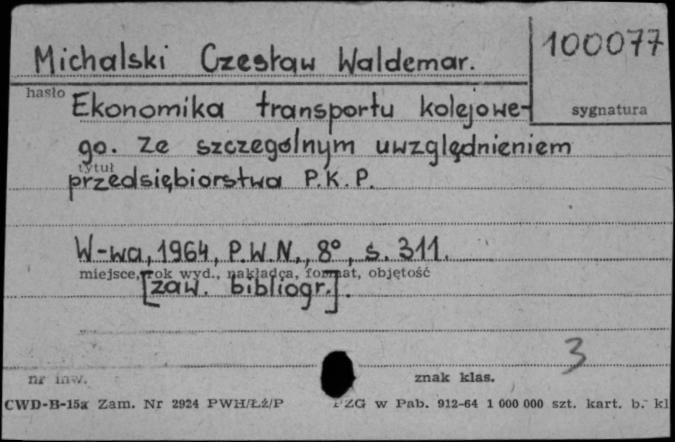 Michalski Czesław Waldemar.
100077
hasło
sygnatura
Ekonomika transportu kolejowe-
go. Ze szczególnym uwzględnieniem
tytuł
przedsiębiorstwa P.K.P.
W-wa, 1964, P.W.N., 8°, s. 311.
miejsce, rok wyd., nakładca, format, objętość
[zaw. bibliogr.].
3
nr inw.
znak klas.
CWD-B-15a Zam. Nr 2924 PWH/Łź/P PZG w Pab. 912-64 1 000 000 szt. kart. b. kl